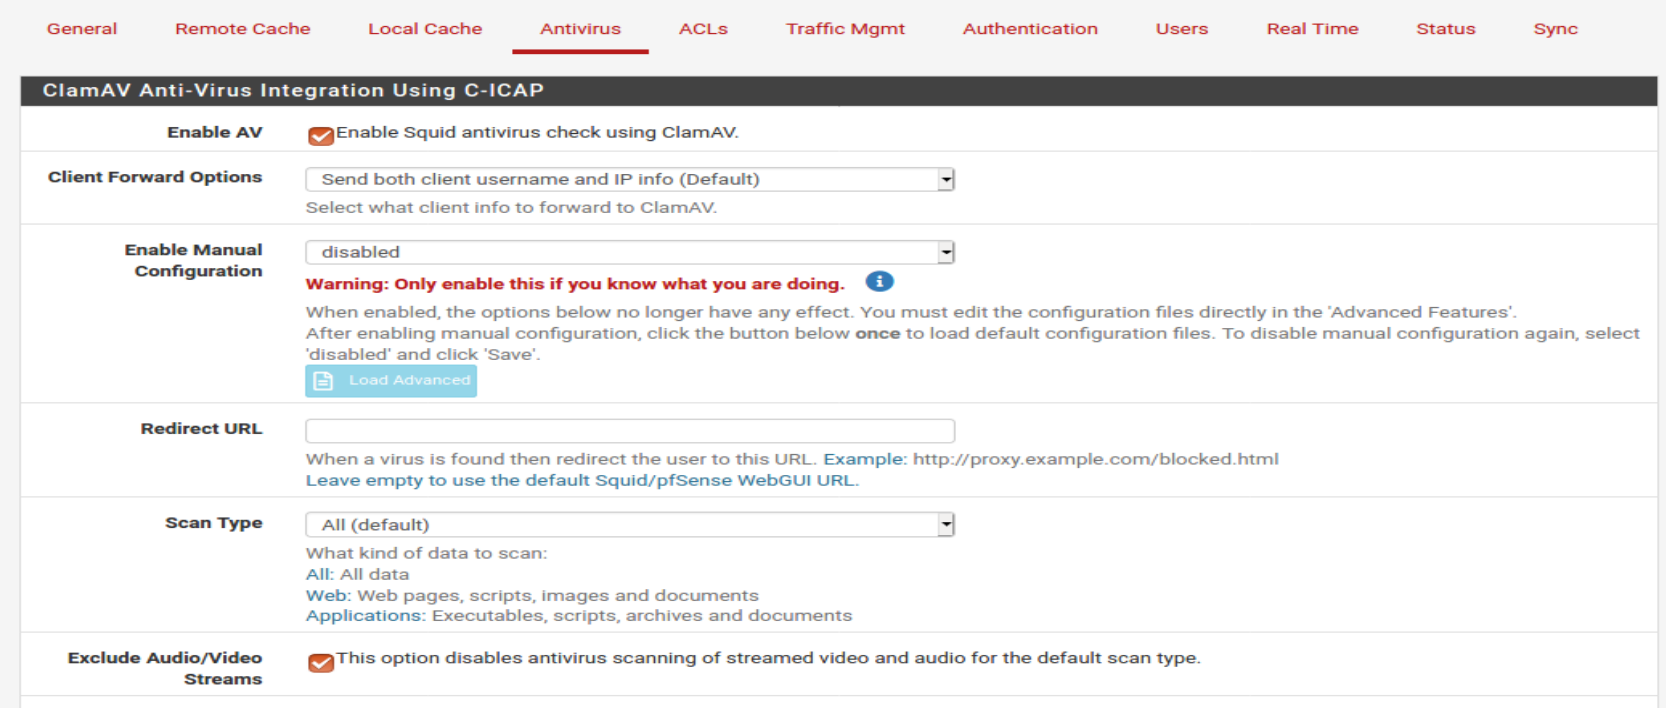 General Remote Cache Local Cache Antivirus ACLs Traffic Mgmt Authentication Users Real Time Status Sync
ClamAV Anti-Virus Integration Using C-ICAP
Enable AV Enable Squid antivirus check using ClamAV.
Client Forward Options Send both client username and IP info (Default)
Select what client info to forward to ClamAV.
Enable Manual Configuration disabled
Warning: Only enable this if you know what you are doing.
When enabled, the options below no longer have any effect. You must edit the configuration files directly in the 'Advanced Features'.
After enabling manual configuration, click the button below once to load default configuration files. To disable manual configuration again, select
'disabled' and click 'Save'.
Load Advanced
Redirect URL
When a virus is found then redirect the user to this URL. Example: http://proxy.example.com/blocked.html
Leave empty to use the default Squid/pfSense WebGUI URL.
Scan Type All (default)
What kind of data to scan:
All: All data
Web: Web pages, scripts, images and documents
Applications: Executables, scripts, archives and documents
Exclude Audio/Video Streams This option disables antivirus scanning of streamed video and audio for the default scan type.